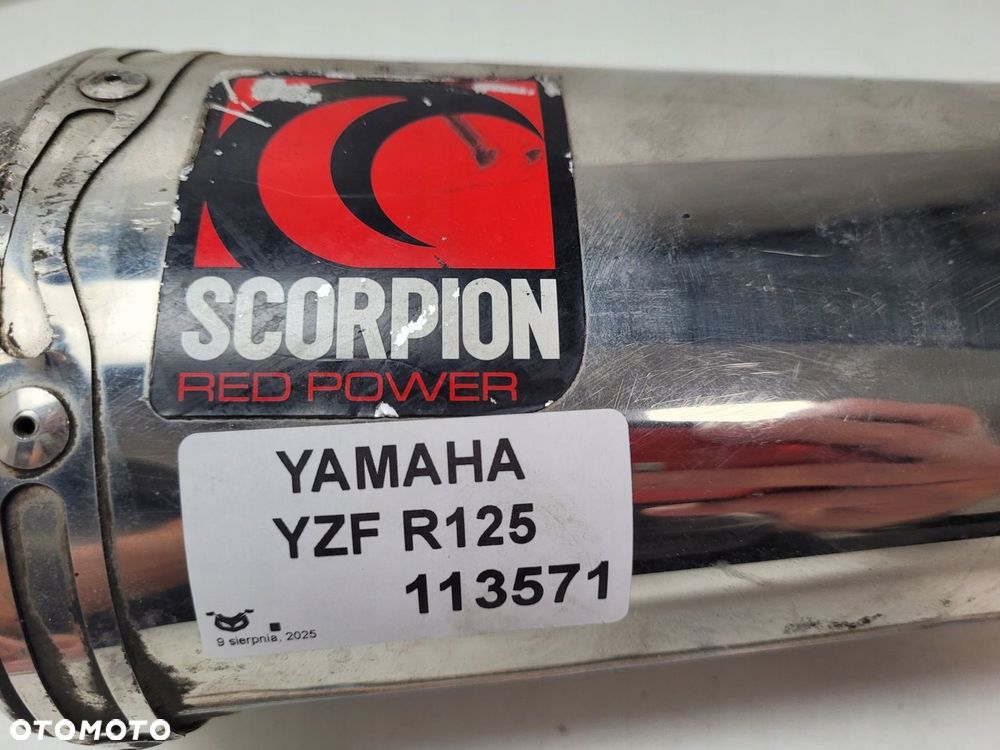 SCORPION
RED POWER
YAMAHA
YZF R125
113571
9 sierpnia, 2025
OTOMOTO